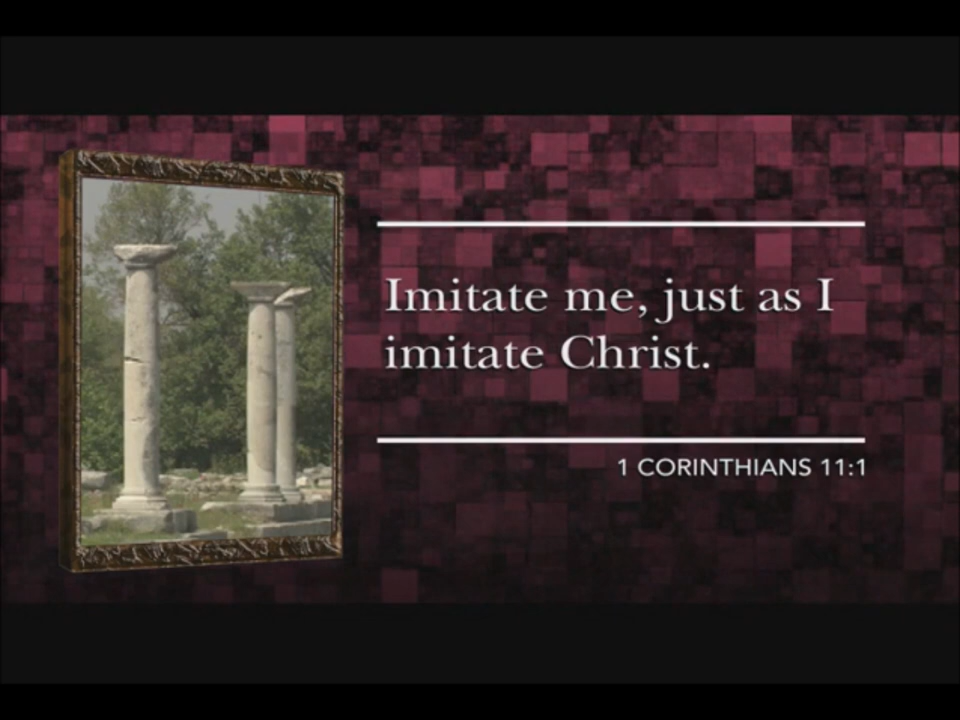 Imitate me, just as I
imitate Christ.
1 CORINTHIANS 11:1